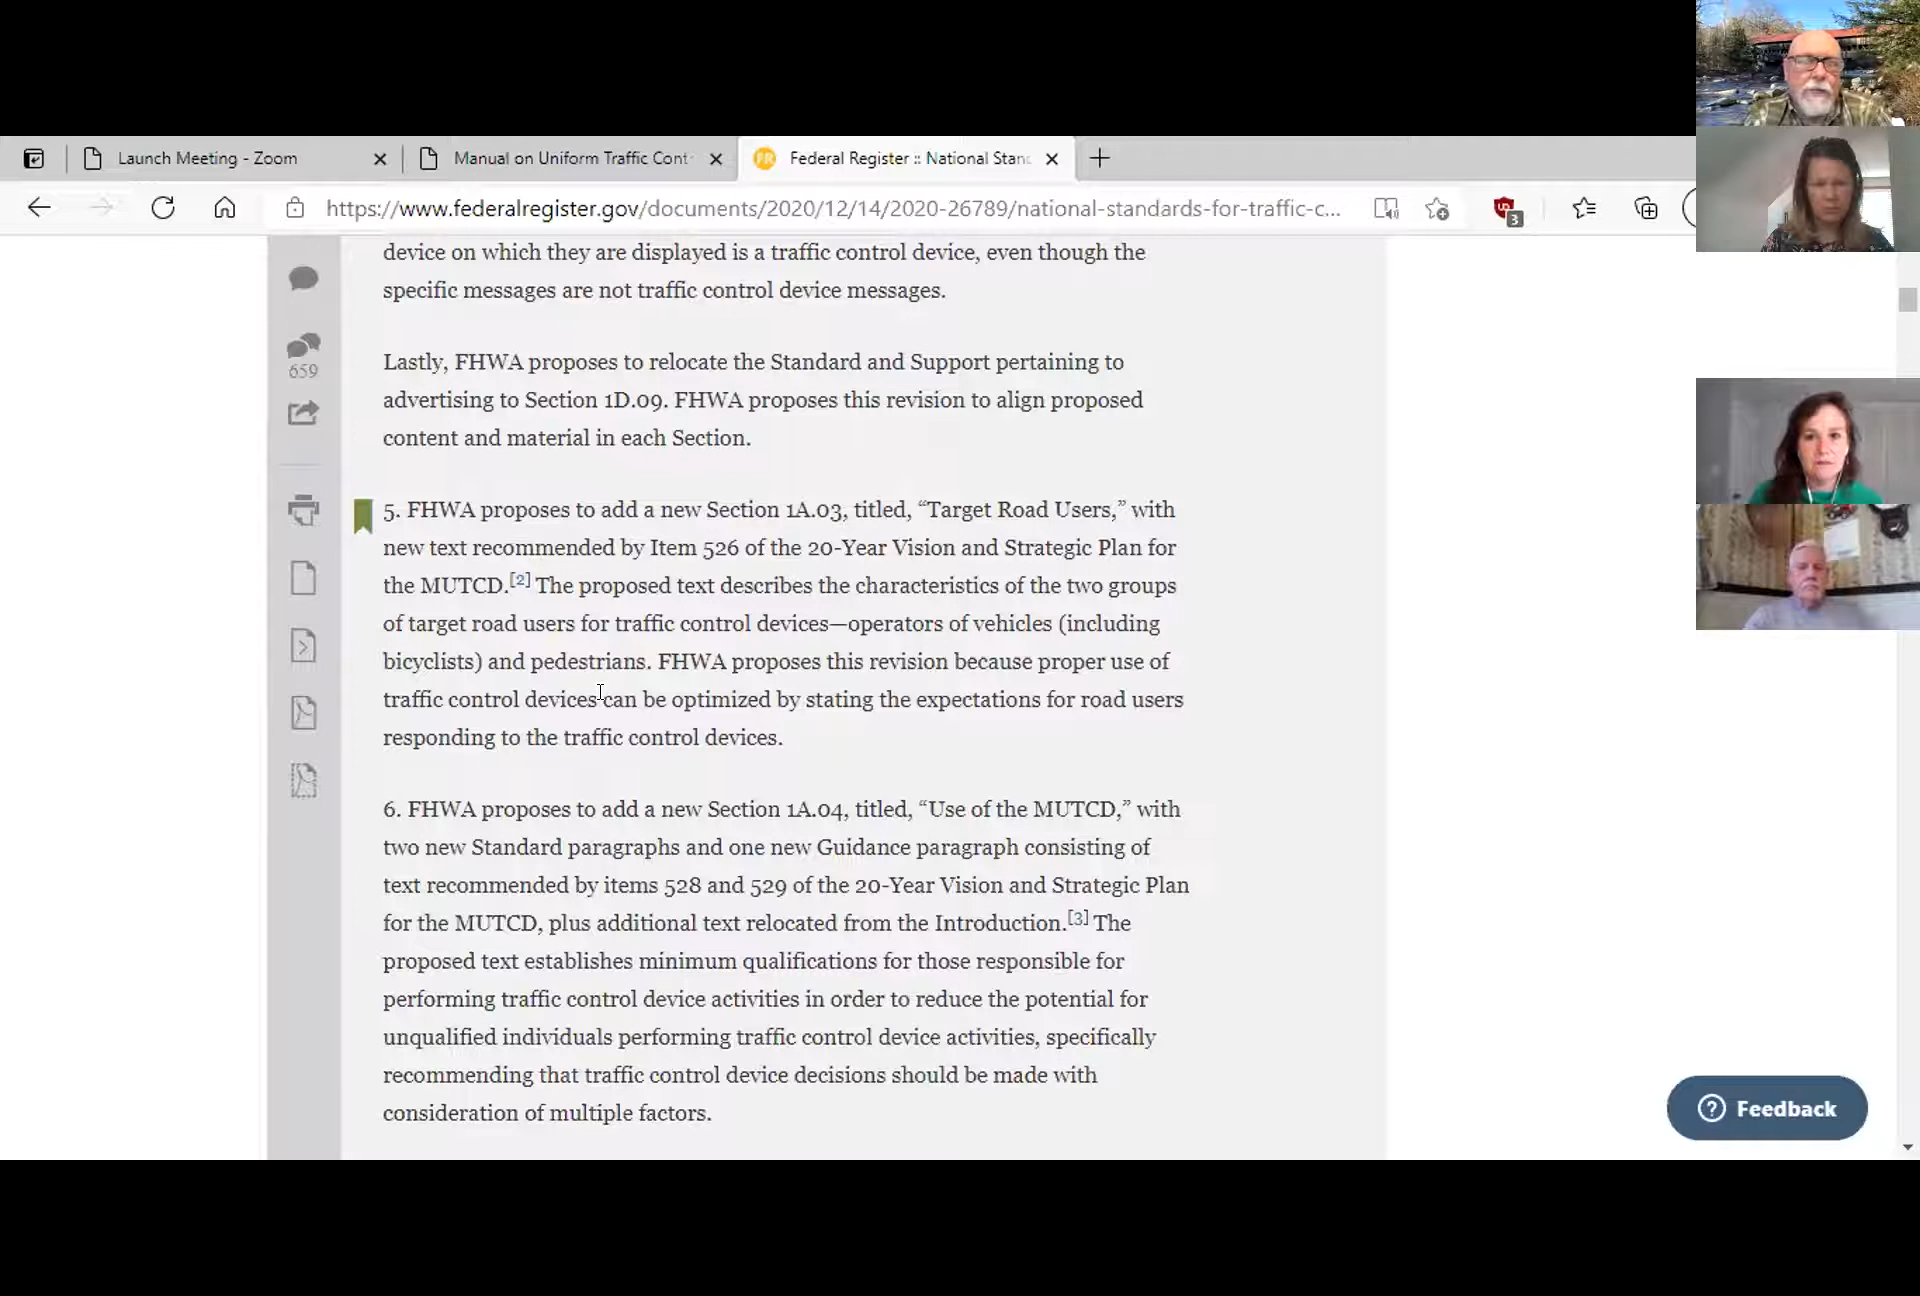 Launch Meeting - Zoom
Manual on Uniform Traffic Cont
Federal Register :: National Stan
https://www.federalregister.gov/documents/2020/12/14/2020-26789/national-standards-for-traffic-c...
3
device on which they are displayed is a traffic control device, even though the
specific messages are not traffic control device messages.
659
Lastly, FHWA proposes to relocate the Standard and Support pertaining to
advertising to Section 1D.09. FHWA proposes this revision to align proposed
content and material in each Section.
5. FHWA proposes to add a new Section 1A.03, titled, “Target Road Users,” with
new text recommended by Item 526 of the 20-Year Vision and Strategic Plan for
the MUTCD.[2] The proposed text describes the characteristics of the two groups
of target road users for traffic control devices—operators of vehicles (including
bicyclists) and pedestrians. FHWA proposes this revision because proper use of
traffic control devices can be optimized by stating the expectations for road users
responding to the traffic control devices.
6. FHWA proposes to add a new Section 1A.04, titled, “Use of the MUTCD,” with
two new Standard paragraphs and one new Guidance paragraph consisting of
text recommended by items 528 and 529 of the 20-Year Vision and Strategic Plan
for the MUTCD, plus additional text relocated from the Introduction.[3] The
proposed text establishes minimum qualifications for those responsible for
performing traffic control device activities in order to reduce the potential for
unqualified individuals performing traffic control device activities, specifically
recommending that traffic control device decisions should be made with
consideration of multiple factors.
Feedback